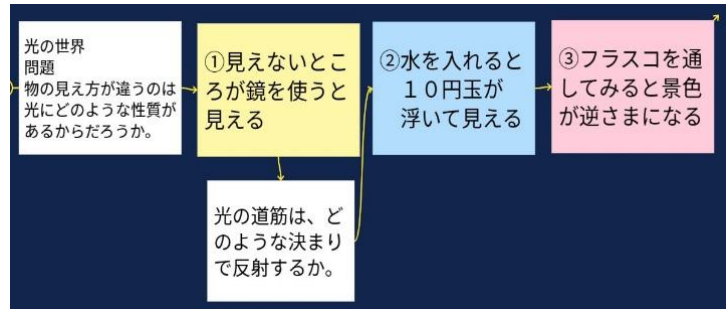 光の世界
問題
物の見え方が違うのは
光にどのような性質が
あるからだろうか。
①見えないとこ
ろが鏡を使うと
見える
光の道筋は、ど
のような決まり
で反射するか。
②水を入れると
１０円玉が
浮いて見える
③フラスコを通
してみると景色
が逆さまになる